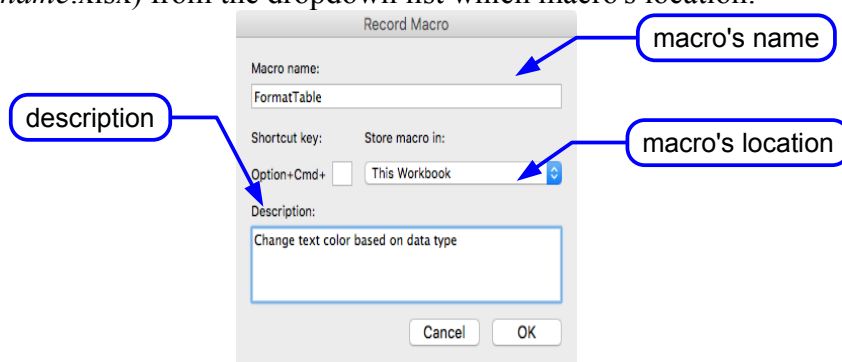 name.xlsx) from the dropdown list which macro's location.
Record Macro
macro's name
Macro name:
FormatTable
description
Shortcut key: Store macro in:
macro's location
Option+Cmd+ This Workbook
Description:
Change text color based on data type
Cancel OK